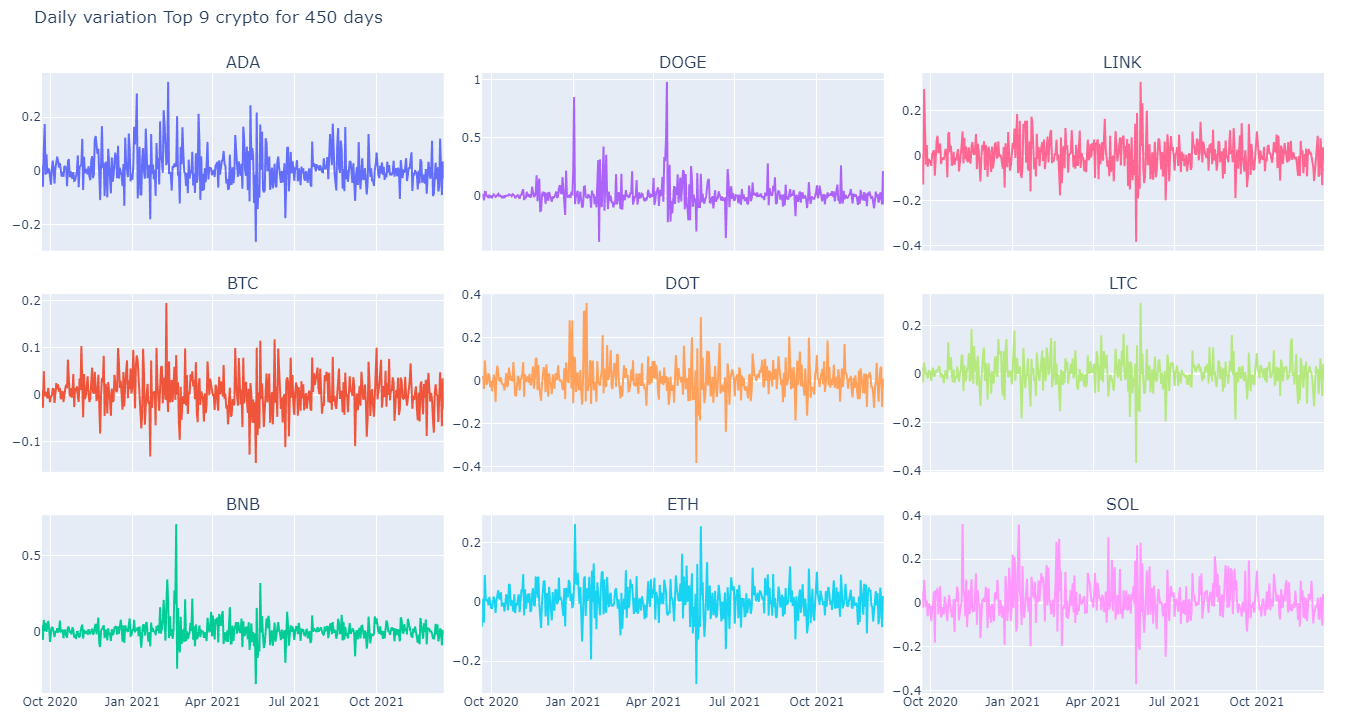 Daily variation Top 9 crypto for 450 days
ADA
0.2
0
−0.2
DOGE
1
0.5
0
LINK
0.2
0
−0.2
−0.4
BTC
0.2
0.1
0
−0.1
DOT
0.4
0.2
0
−0.2
−0.4
LTC
0.2
0
−0.2
−0.4
BNB
0.5
0
Oct 2020 Jan 2021 Apr 2021 Jul 2021 Oct 2021
ETH
0.2
0
−0.2
Oct 2020 Jan 2021 Apr 2021 Jul 2021 Oct 2021
SOL
0.4
0.2
0
−0.2
−0.4
Oct 2020 Jan 2021 Apr 2021 Jul 2021 Oct 2021